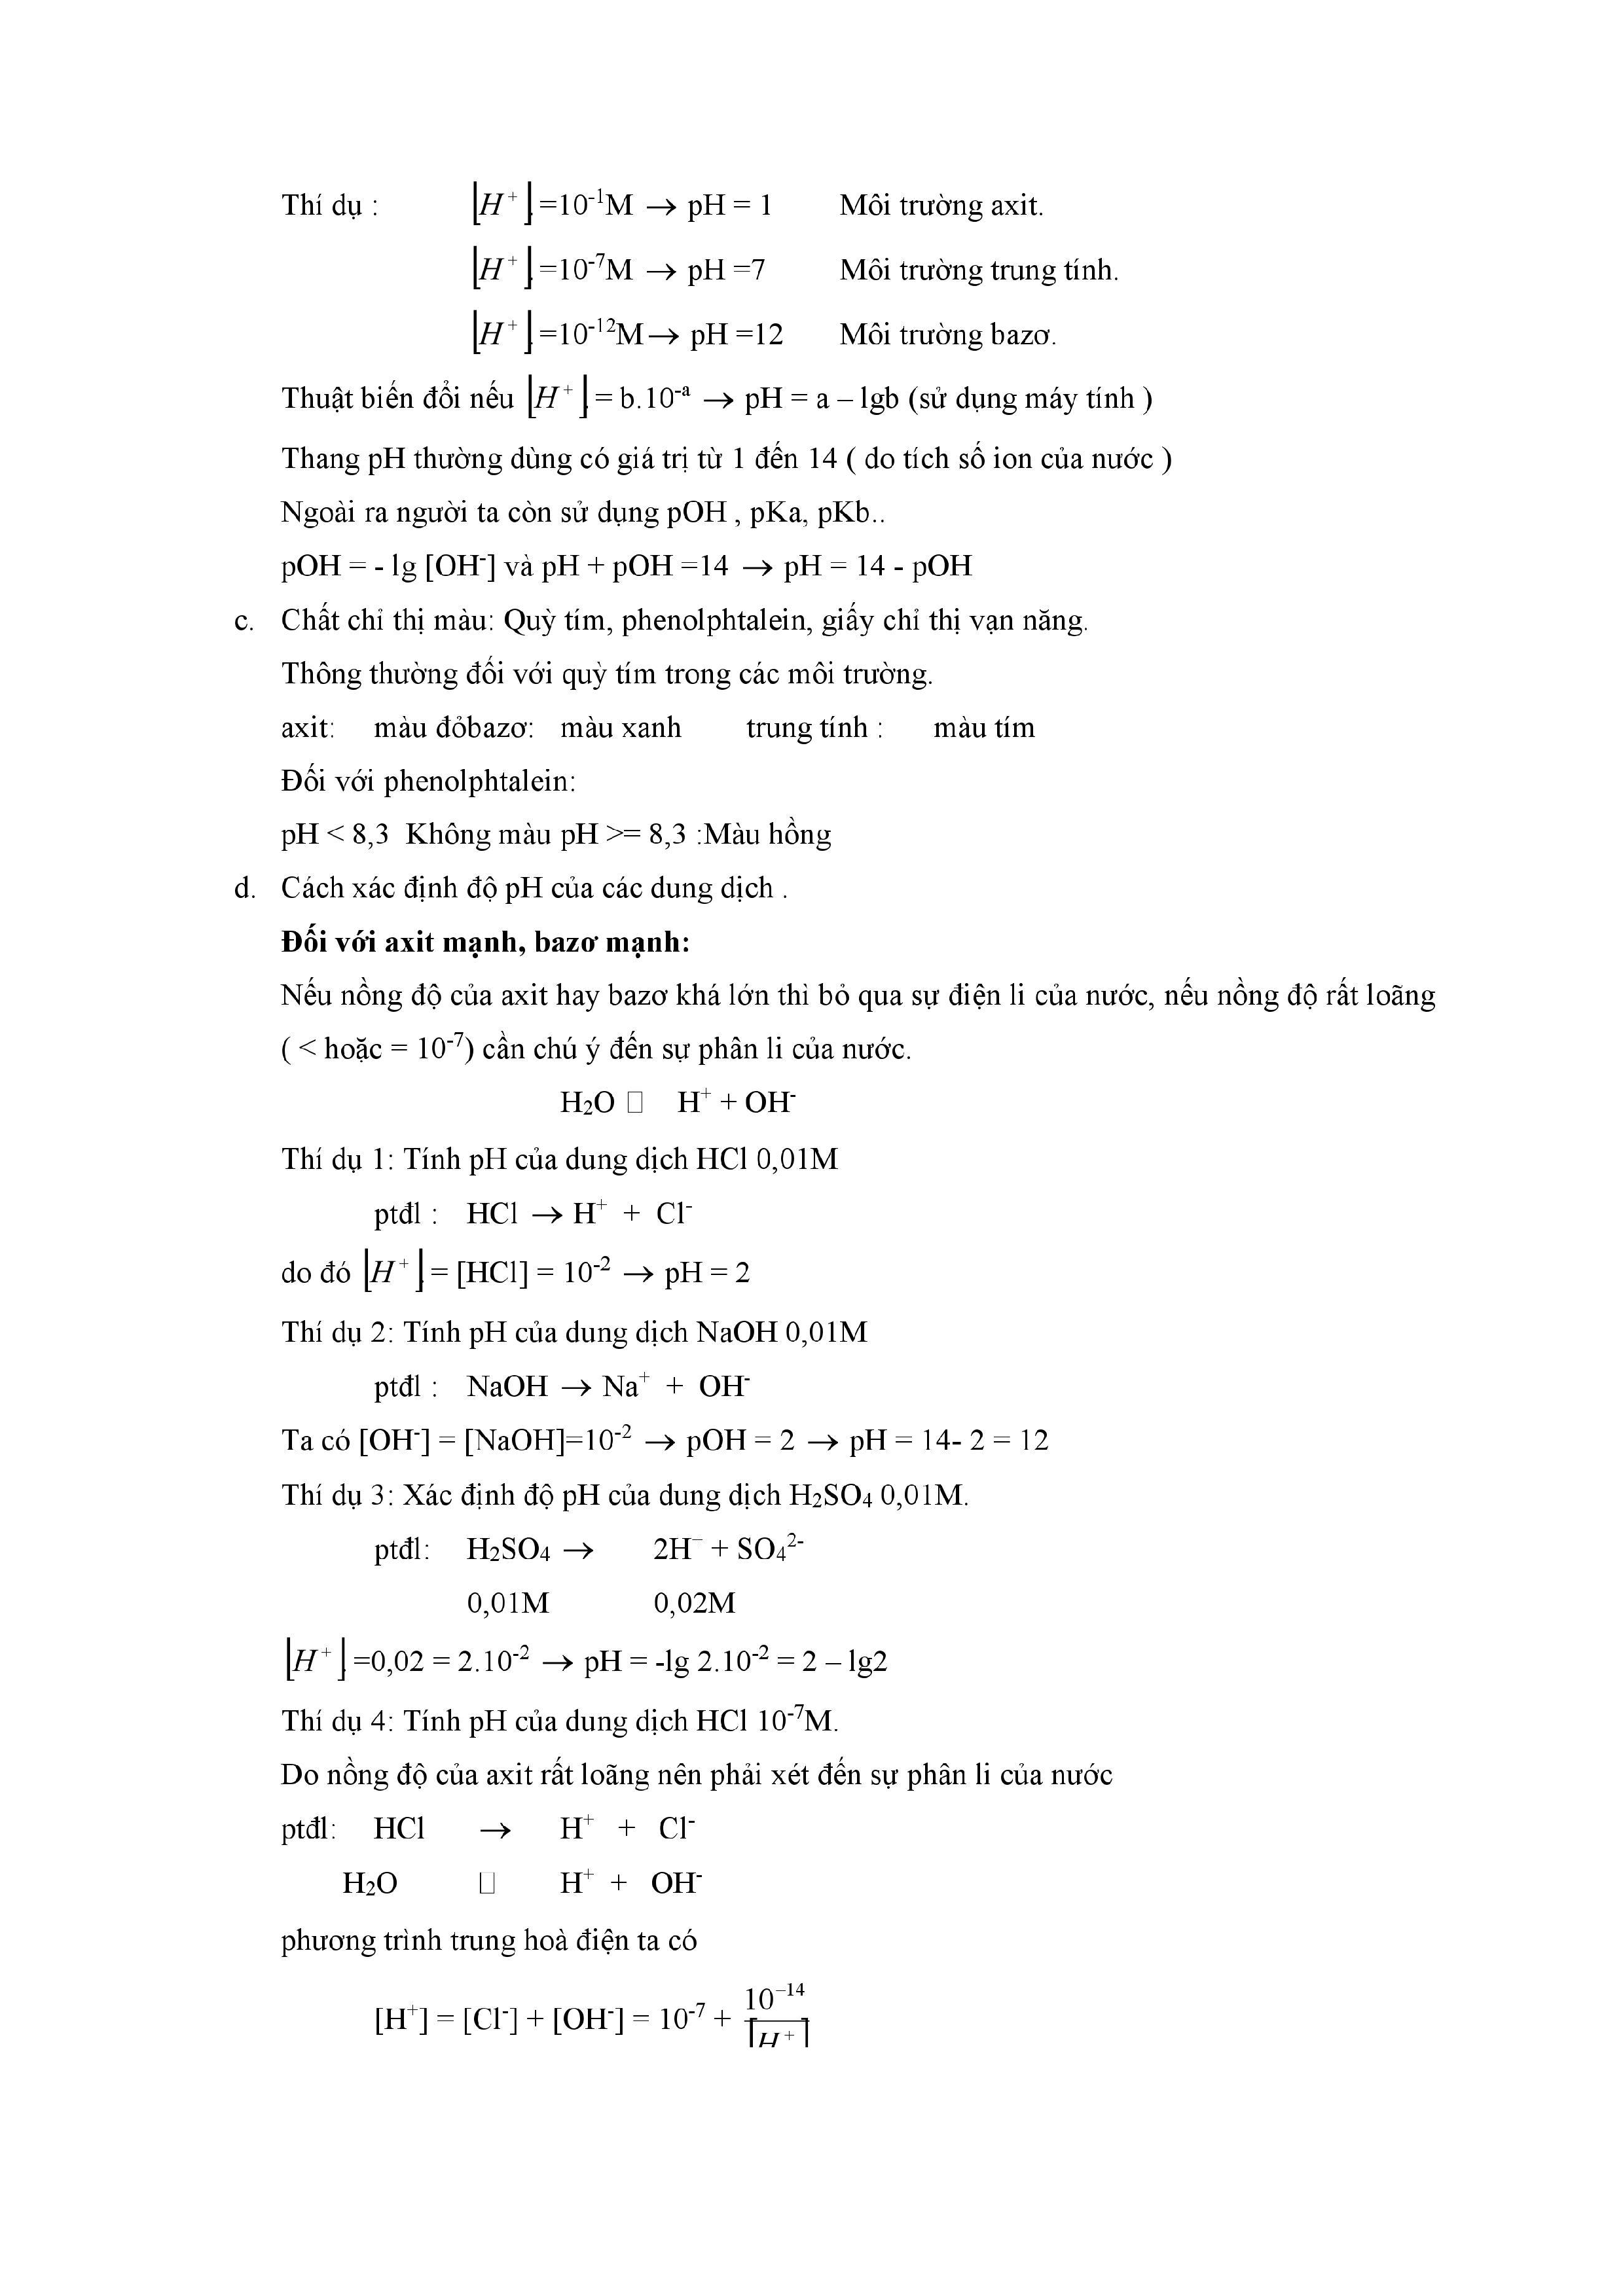 Thí dụ : [H⁺] =10⁻¹M → pH = 1 Môi trường axit.
[H⁺] =10⁻⁷M → pH =7 Môi trường trung tính.
[H⁺] =10⁻¹²M→ pH =12 Môi trường bazơ.
Thuật biến đổi nếu [H⁺] = b.10⁻ᵃ → pH = a – lgb (sử dụng máy tính )
Thang pH thường dùng có giá trị từ 1 đến 14 ( do tích số ion của nước )
Ngoài ra người ta còn sử dụng pOH , pKa, pKb..
pOH = - lg [OH⁻] và pH + pOH =14 → pH = 14 - pOH
c. Chất chỉ thị màu: Quỳ tím, phenolphtalein, giấy chỉ thị vạn năng.
Thông thường đối với quỳ tím trong các môi trường.
axit: màu đỏbazơ: màu xanh trung tính : màu tím
Đối với phenolphtalein:
pH < 8,3 Không màu pH >= 8,3 :Màu hồng
d. Cách xác định độ pH của các dung dịch .
Đối với axit mạnh, bazơ mạnh:
Nếu nồng độ của axit hay bazơ khá lớn thì bỏ qua sự điện li của nước, nếu nồng độ rất loãng
( < hoặc = 10⁻⁷) cần chú ý đến sự phân li của nước.
H₂O □ H⁺ + OH⁻
Thí dụ 1: Tính pH của dung dịch HCl 0,01M
ptđl : HCl → H⁺ + Cl⁻
do đó [H⁺] = [HCl] = 10⁻² → pH = 2
Thí dụ 2: Tính pH của dung dịch NaOH 0,01M
ptđl : NaOH → Na⁺ + OH⁻
Ta có [OH⁻] = [NaOH]=10⁻² → pOH = 2 → pH = 14- 2 = 12
Thí dụ 3: Xác định độ pH của dung dịch H₂SO₄ 0,01M.
ptđl: H₂SO₄ → 2H⁻ + SO₄²⁻
0,01M 0,02M
[H⁺] =0,02 = 2.10⁻² → pH = -lg 2.10⁻² = 2 – lg2
Thí dụ 4: Tính pH của dung dịch HCl 10⁻⁷M.
Do nồng độ của axit rất loãng nên phải xét đến sự phân li của nước
ptđl: HCl → H⁺ + Cl⁻
H₂O □ H⁺ + OH⁻
phương trình trung hoà điện ta có
[H⁺] = [Cl⁻] + [OH⁻] = 10⁻⁷ + 10⁻¹⁴/[H⁺]